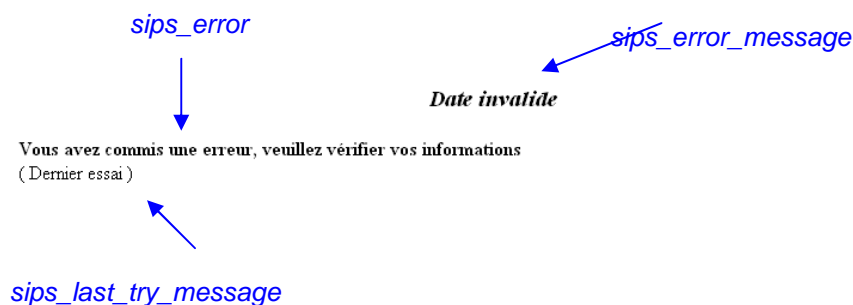 sips_error
sips_error_message
Date invalide
Vous avez commis une erreur, veuillez vérifier vos informations
( Dernier essai )
sips_last_try_message